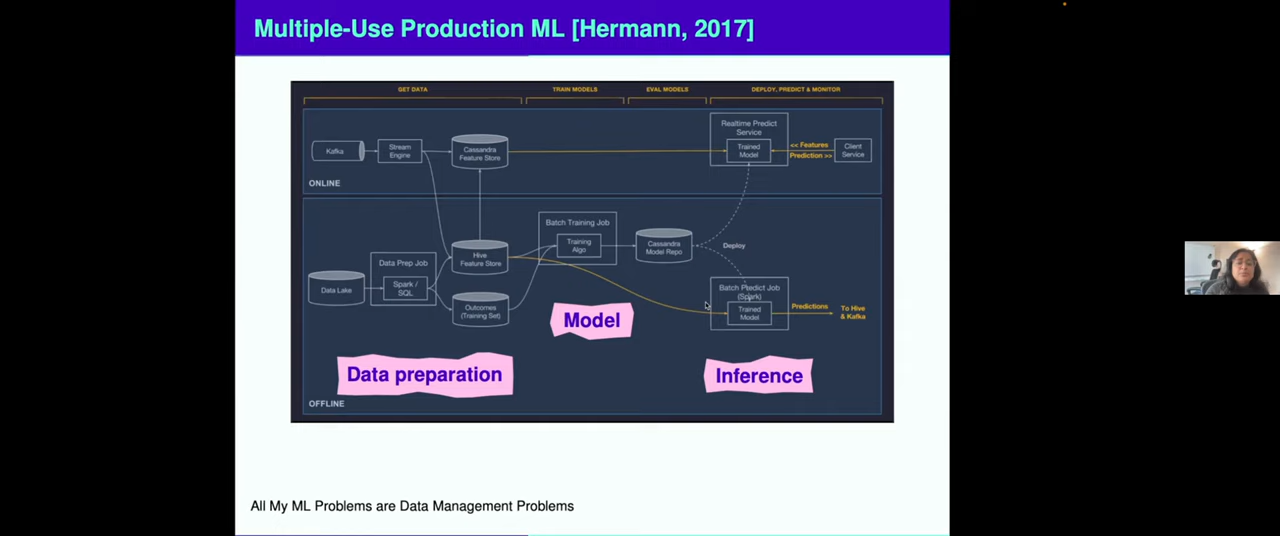 Multiple-Use Production ML [Hermann, 2017]
GET DATA
TRAIN MODELS
EVAL MODELS
DEPLOY, PREDICT & MONITOR
Kafka
Stream
Engine
Cassandra
Feature Store
Realtime Predict
Service
Trained
Model
<< Features
Prediction >>
Client
Service
ONLINE
Data Lake
Data Prep Job
Spark /
SQL
Hive
Feature Store
Outcomes
(Training Set)
Batch Training Job
Training
Algo
Cassandra
Model Repo
Deploy
Batch Predict Job
(Spark)
Trained
Model
Predictions
To Hive
& Kafka
Model
Data preparation
Inference
OFFLINE
All My ML Problems are Data Management Problems